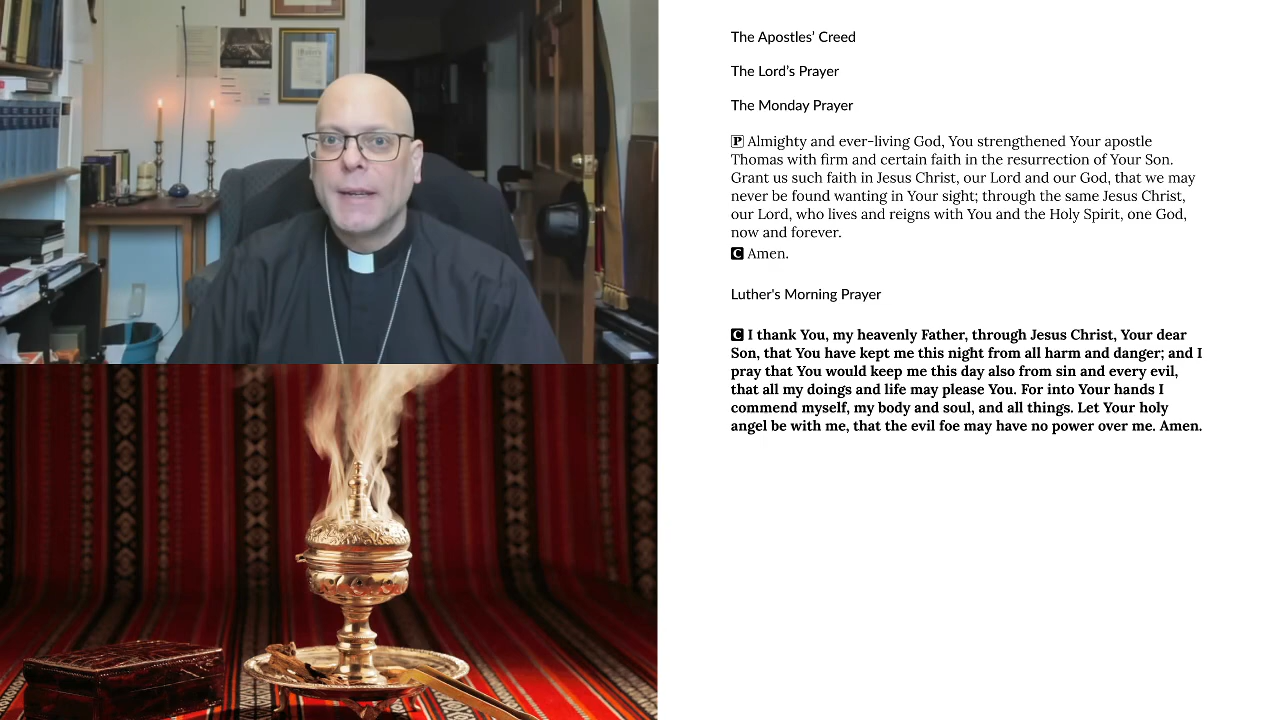 The Apostles' Creed
The Lord's Prayer
The Monday Prayer
P Almighty and ever-living God, You strengthened Your apostle
Thomas with firm and certain faith in the resurrection of Your Son.
Grant us such faith in Jesus Christ, our Lord and our God, that we may
never be found wanting in Your sight; through the same Jesus Christ,
our Lord, who lives and reigns with You and the Holy Spirit, one God,
now and forever.
C Amen.
Luther's Morning Prayer
C I thank You, my heavenly Father, through Jesus Christ, Your dear
Son, that You have kept me this night from all harm and danger; and I
pray that You would keep me this day also from sin and every evil,
that all my doings and life may please You. For into Your hands I
commend myself, my body and soul, and all things. Let Your holy
angel be with me, that the evil foe may have no power over me. Amen.